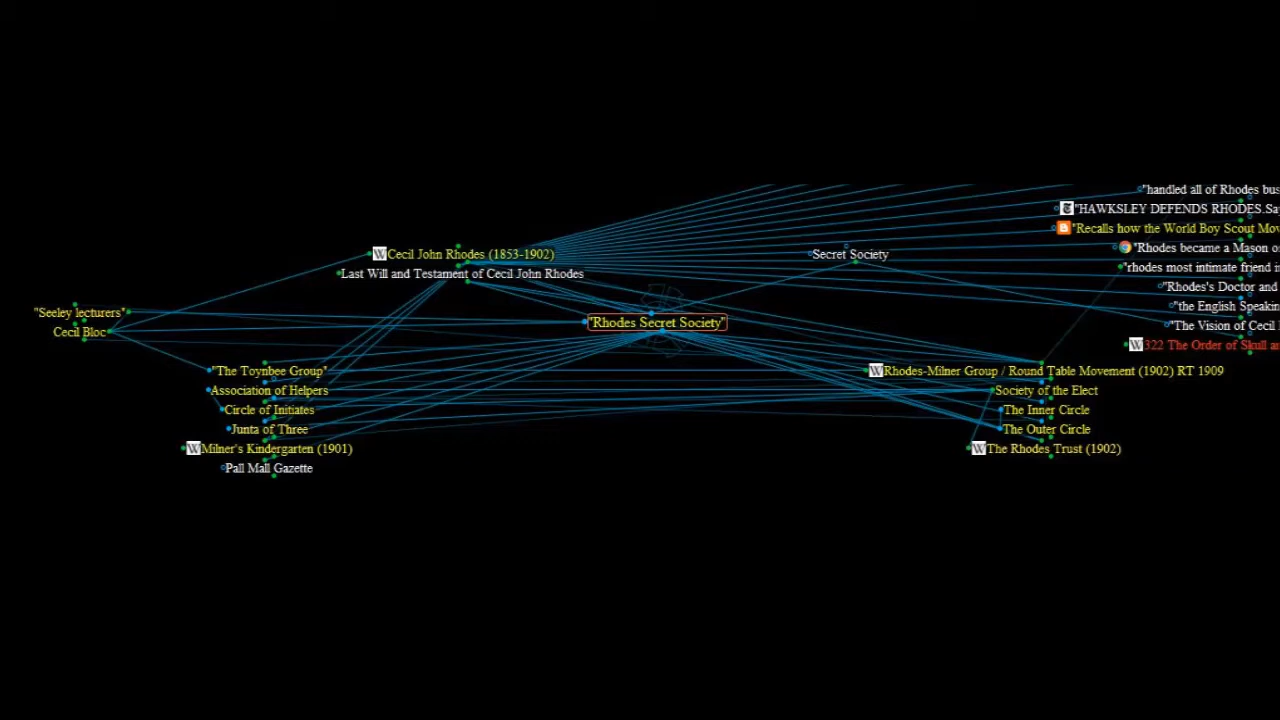 "handled all of Rhodes bus
"HAWKSLEY DEFENDS RHODES.Sa
"Recalls how the World Boy Scout Mov
"Rhodes became a Mason o
W Cecil John Rhodes (1853-1902)
Secret Society
"rhodes most intimate friend i
Last Will and Testament of Cecil John Rhodes
"Rhodes's Doctor and
"the English Speakin
"Seeley lecturers"
"Rhodes Secret Society"
"The Vision of Cecil
Cecil Bloc
W 322 The Order of Skull a
"The Toynbee Group"
W Rhodes-Milner Group / Round Table Movement (1902) RT 1909
Association of Helpers
Society of the Elect
Circle of Initiates
The Inner Circle
Junta of Three
The Outer Circle
W Milner's Kindergarten (1901)
W The Rhodes Trust (1902)
Pall Mall Gazette